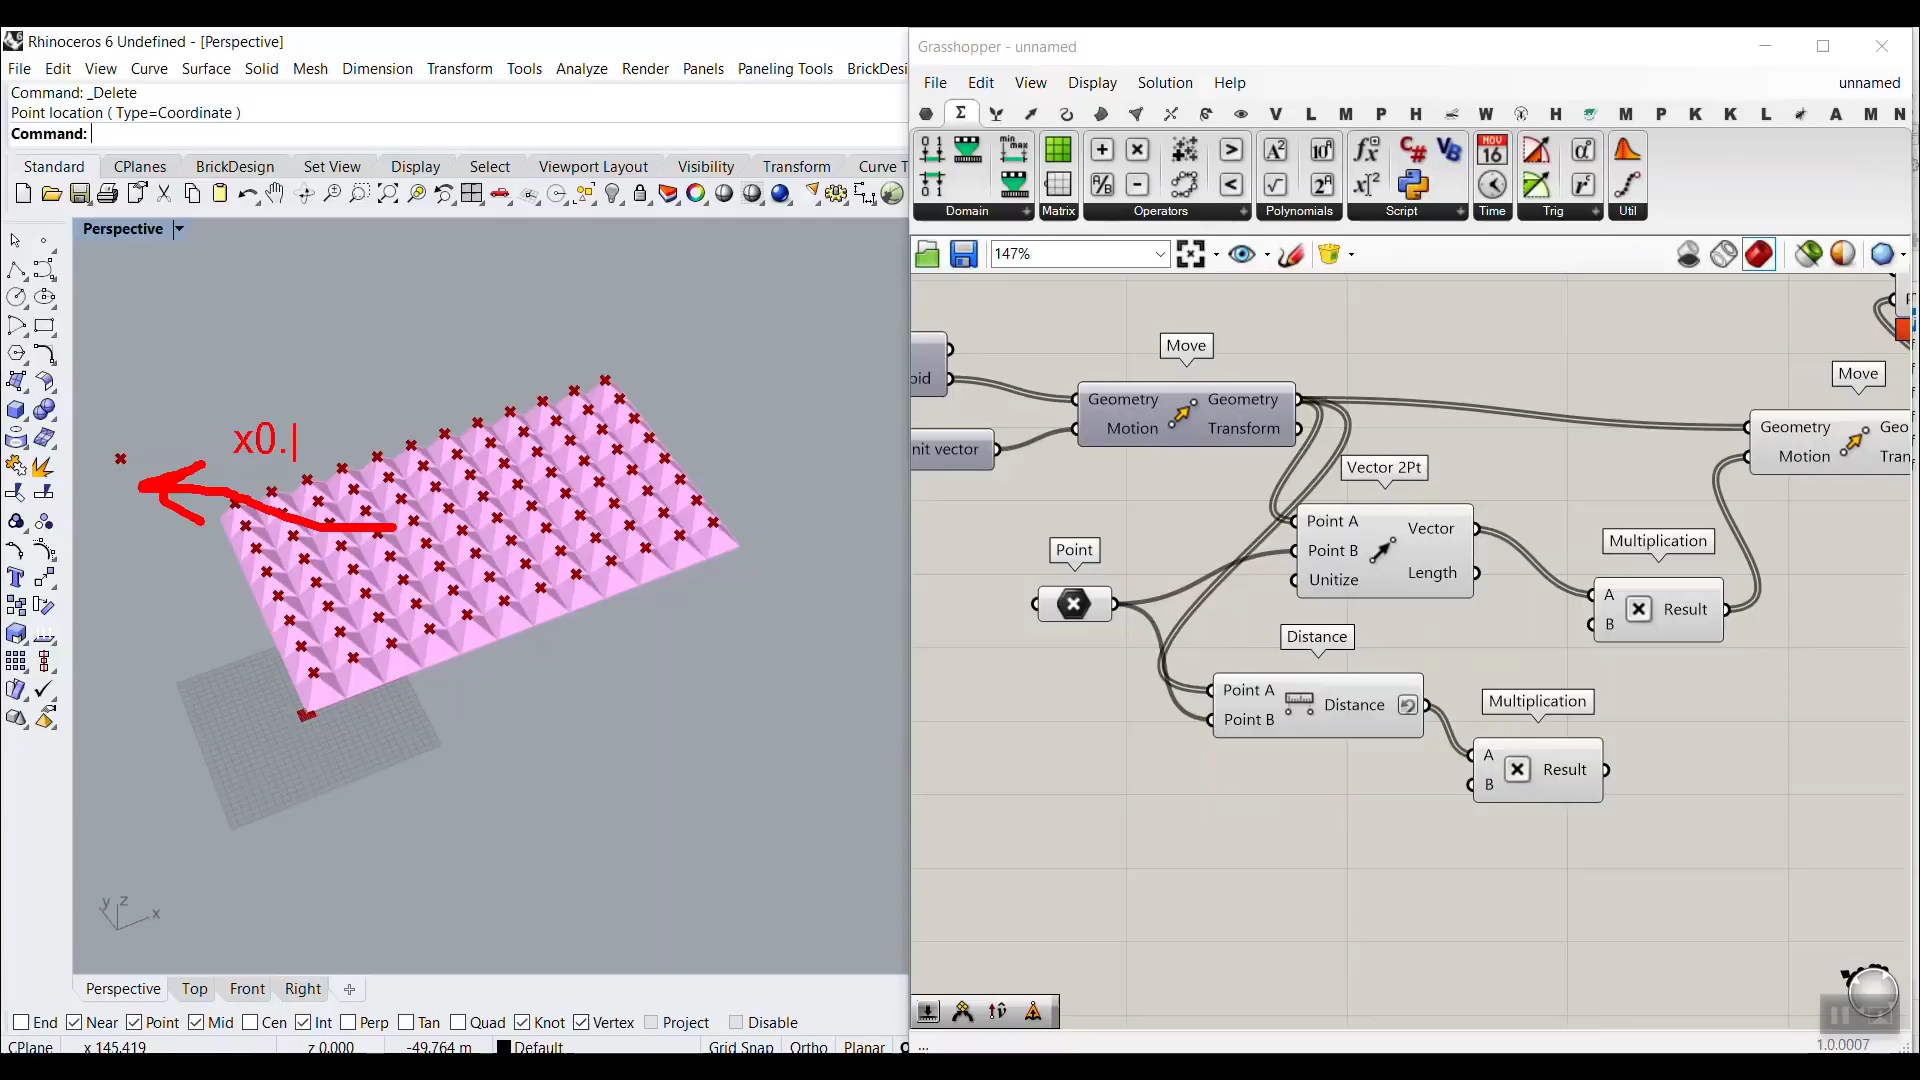 Rhinoceros 6 Undefined - [Perspective]
File Edit View Curve Surface Solid Mesh Dimension Transform Tools Analyze Render Panels Paneling Tools BrickDesi
Command: _Delete
Point location ( Type=Coordinate )
Command:
Standard CPlanes BrickDesign Set View Display Select Viewport Layout Visibility Transform Curve T
Perspective
x0.
y z x
Perspective Top Front Right
End Near Point Mid Cen Int Perp Tan Quad Knot Vertex Project Disable
CPlane x 145.419 z 0.000 -49.764 m Default Grid Snap Ortho Planar
Grasshopper - unnamed
File Edit View Display Solution Help unnamed
V L M P H W H M P K K L A M N
Domain Matrix Operators Polynomials Script Time Trig Util
147%
Move
Geometry Geometry
Motion Transform
oid
nit vector
Move
Geometry Geo
Motion Tran
Vector 2Pt
Point A Vector
Point B
Unitize Length
Point
Multiplication
A Result
B
Distance
Point A Distance
Point B
Multiplication
A Result
B
...
1.0.0007